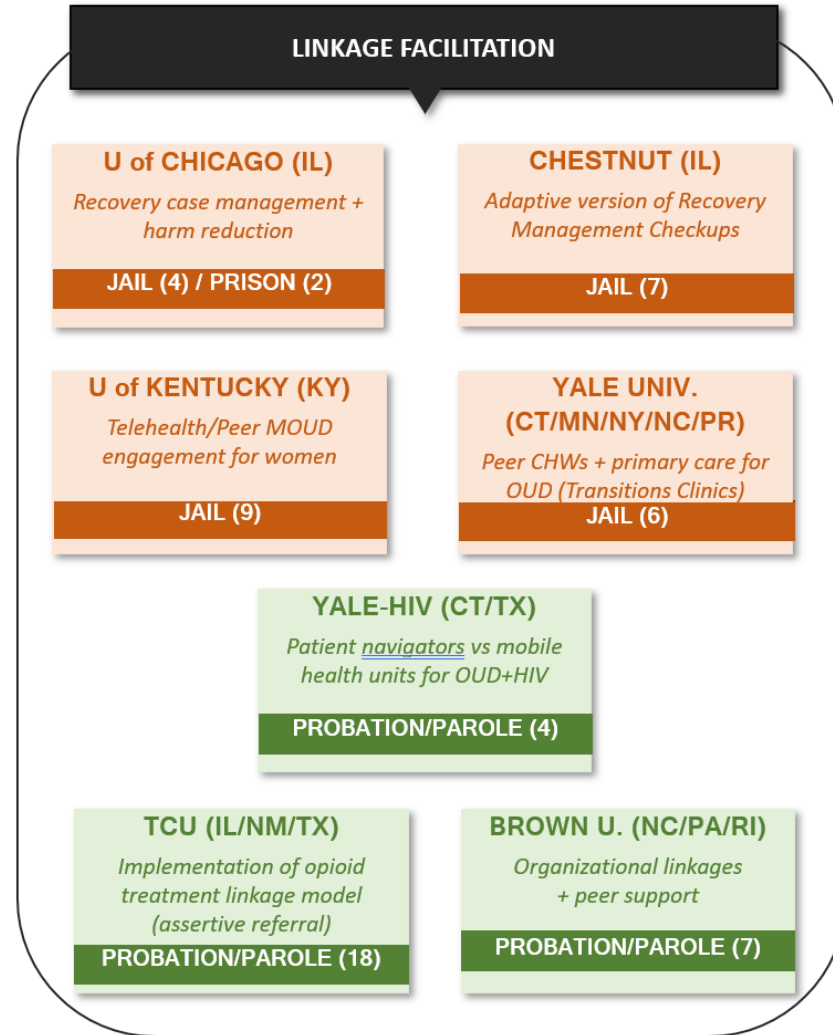 LINKAGE FACILITATION
U of CHICAGO (IL)
Recovery case management +
harm reduction
JAIL (4) / PRISON (2)
CHESTNUT (IL)
Adaptive version of Recovery
Management Checkups
JAIL (7)
U of KENTUCKY (KY)
Telehealth/Peer MOUD
engagement for women
JAIL (9)
YALE UNIV.
(CT/MN/NY/NC/PR)
Peer CHWs + primary care for
OUD (Transitions Clinics)
JAIL (6)
YALE-HIV (CT/TX)
Patient navigators vs mobile
health units for OUD+HIV
PROBATION/PAROLE (4)
TCU (IL/NM/TX)
Implementation of opioid
treatment linkage model
(assertive referral)
PROBATION/PAROLE (18)
BROWN U. (NC/PA/RI)
Organizational linkages
+ peer support
PROBATION/PAROLE (7)